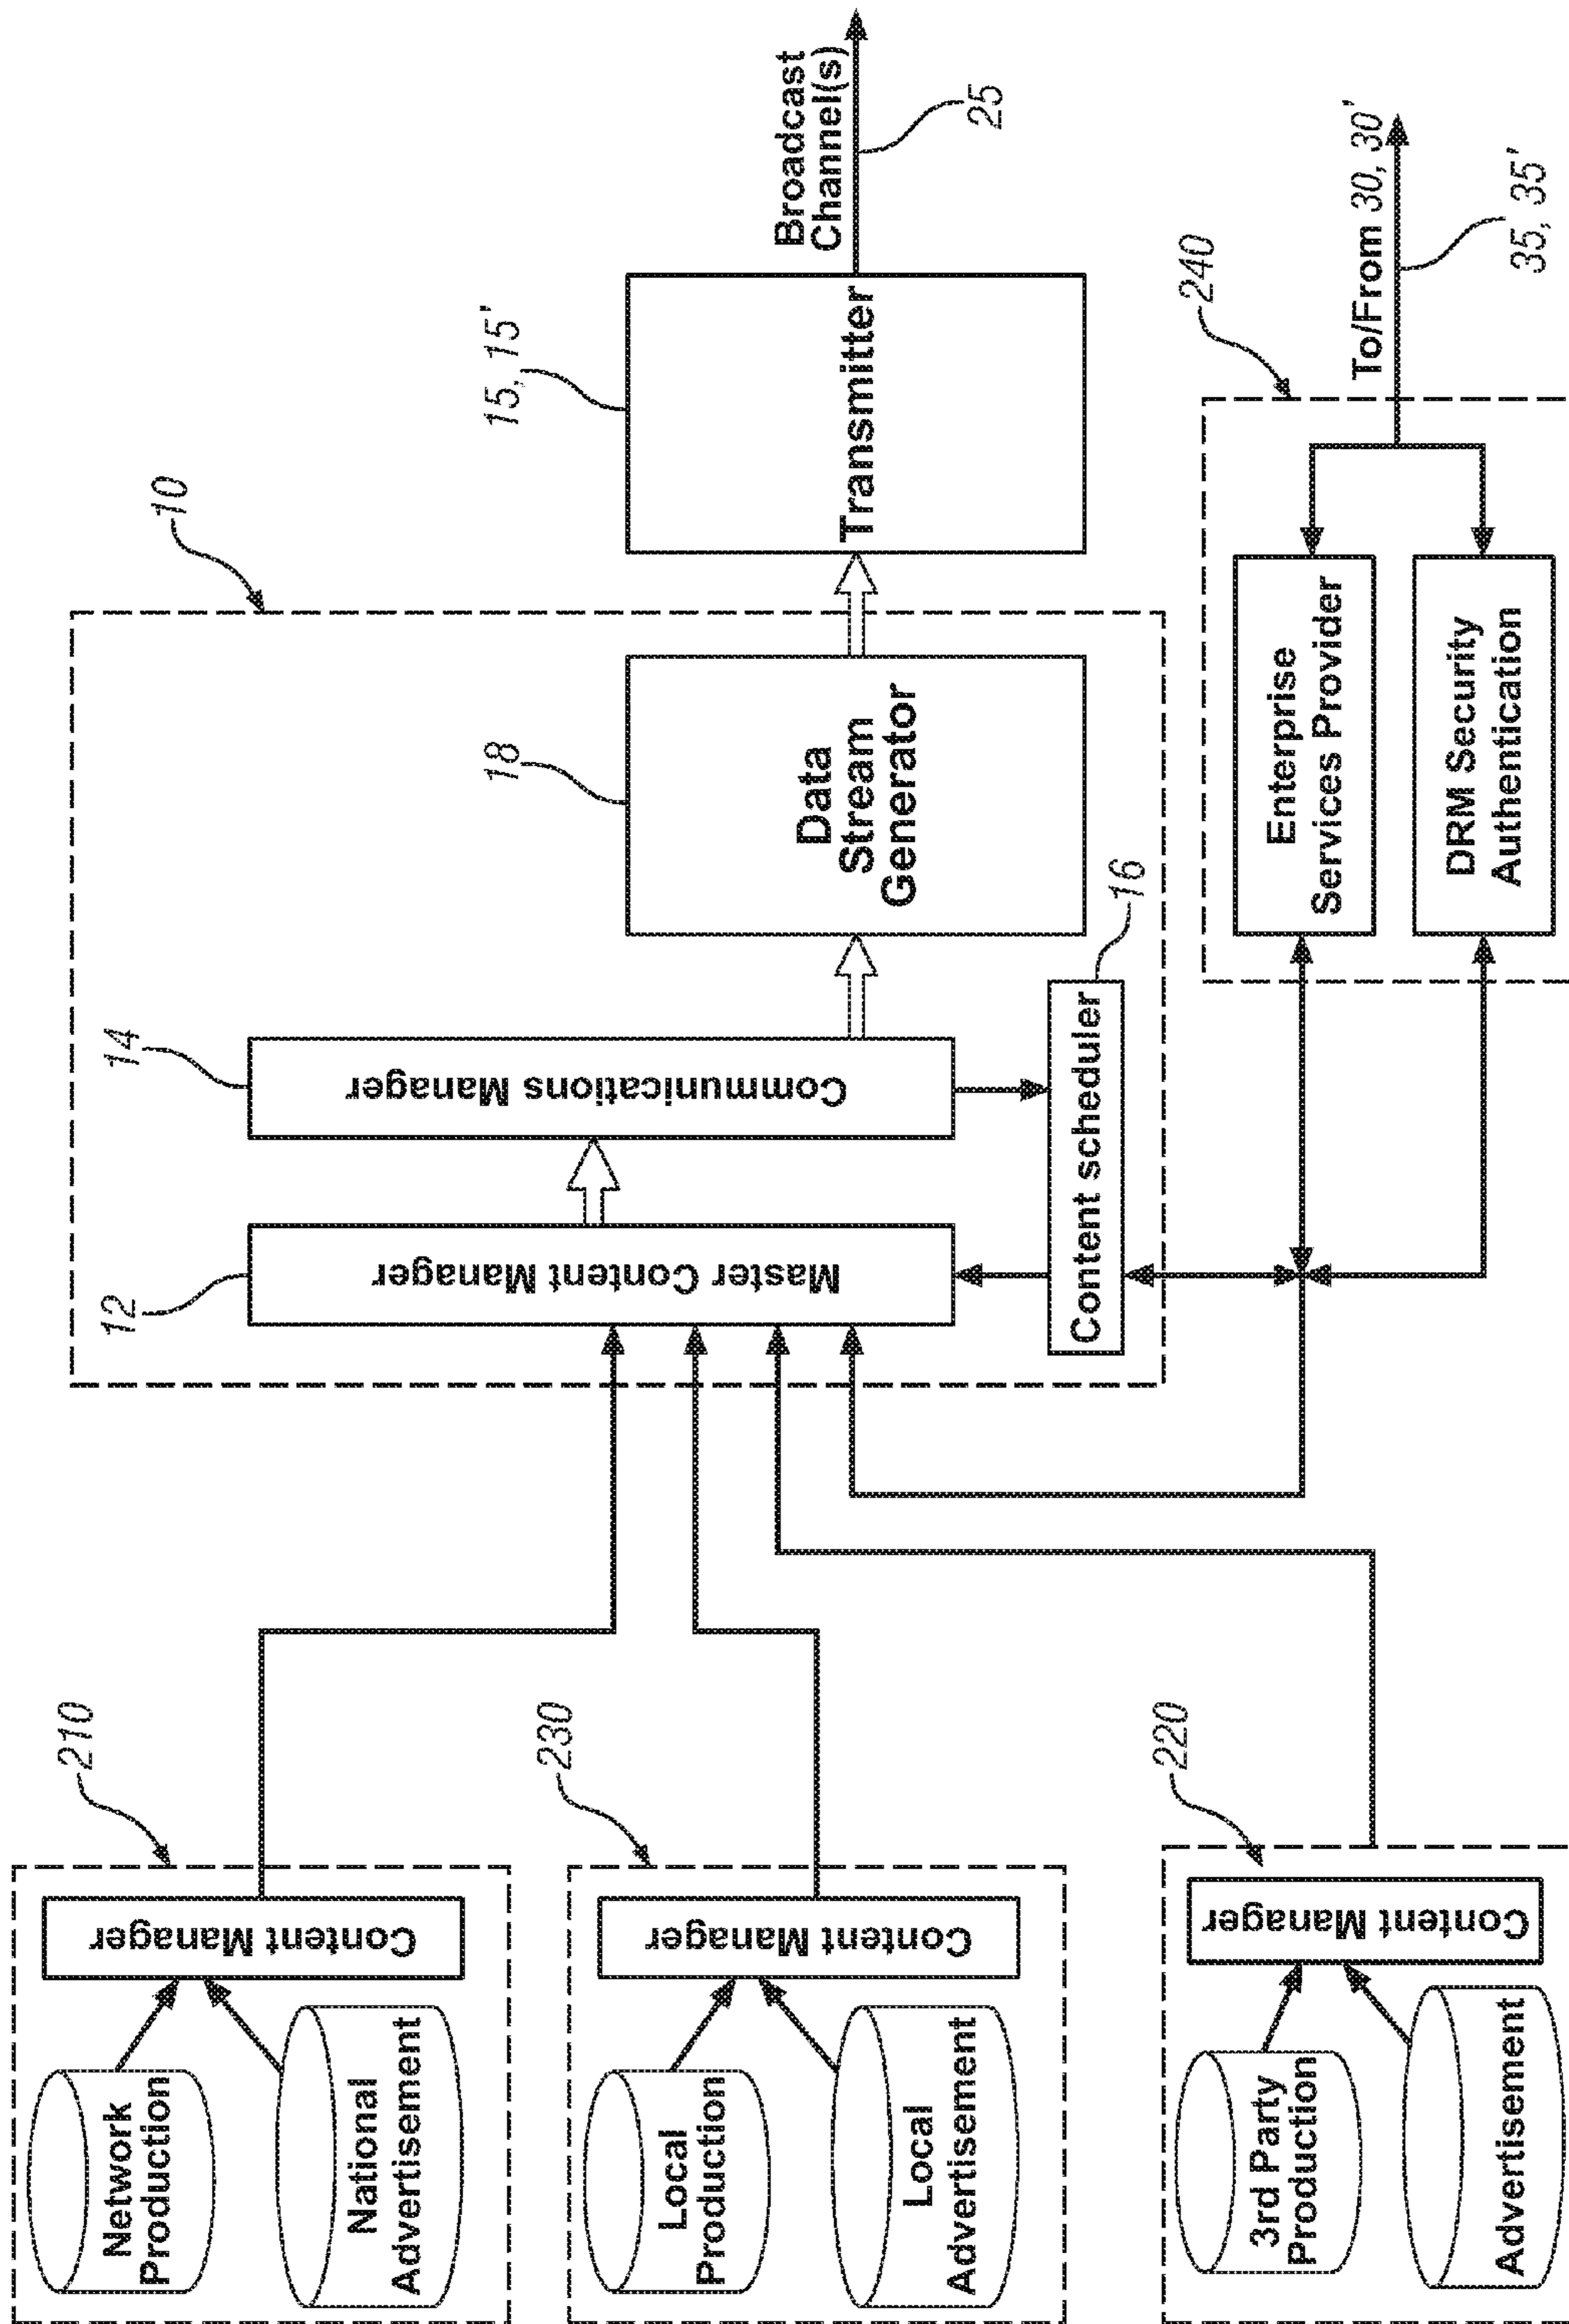 210
Network
Production
National
Advertisement
Content Manager
230
Local
Production
Local
Advertisement
Content Manager
220
3rd Party
Production
Advertisement
Content Manager
10
12
Master Content Manager
14
Communications Manager
Content scheduler
16
18
Data
Stream
Generator
15, 15'
Transmitter
Broadcast
Channel(s)
25
240
Enterprise
Services Provider
DRM Security
Authentication
To/From 30, 30'
35, 35'